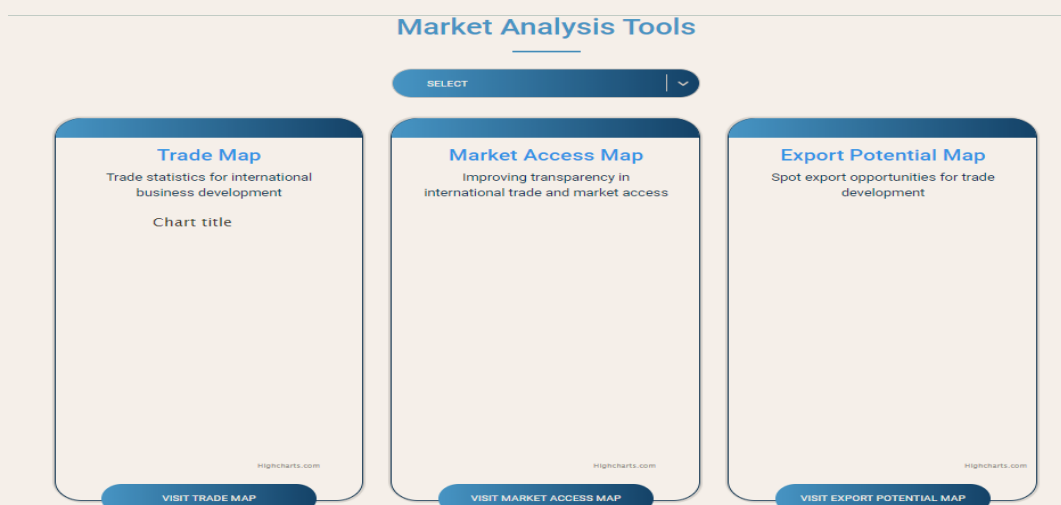 Market Analysis Tools
SELECT
Trade Map
Trade statistics for international
business development
Chart title
Highcharts.com
VISIT TRADE MAP
Market Access Map
Improving transparency in
international trade and market access
Highcharts.com
VISIT MARKET ACCESS MAP
Export Potential Map
Spot export opportunities for trade
development
Highcharts.com
VISIT EXPORT POTENTIAL MAP